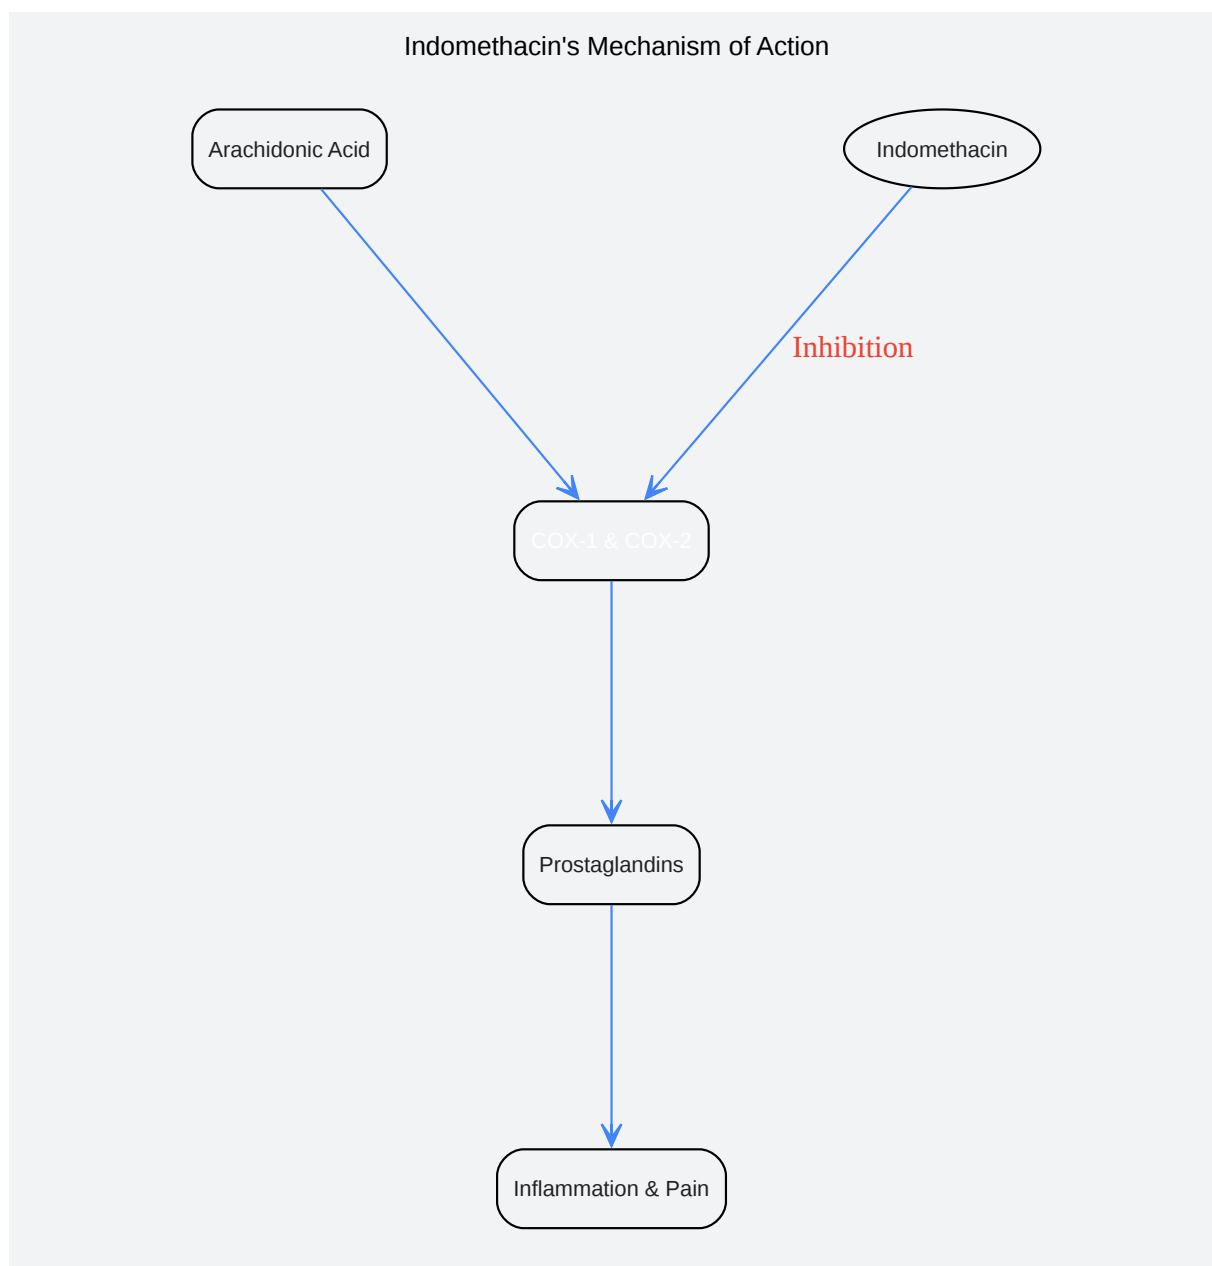 Indomethacin's Mechanism of Action
Arachidonic Acid
Indomethacin
Inhibition
COX-1 & COX-2
Prostaglandins
Inflammation & Pain